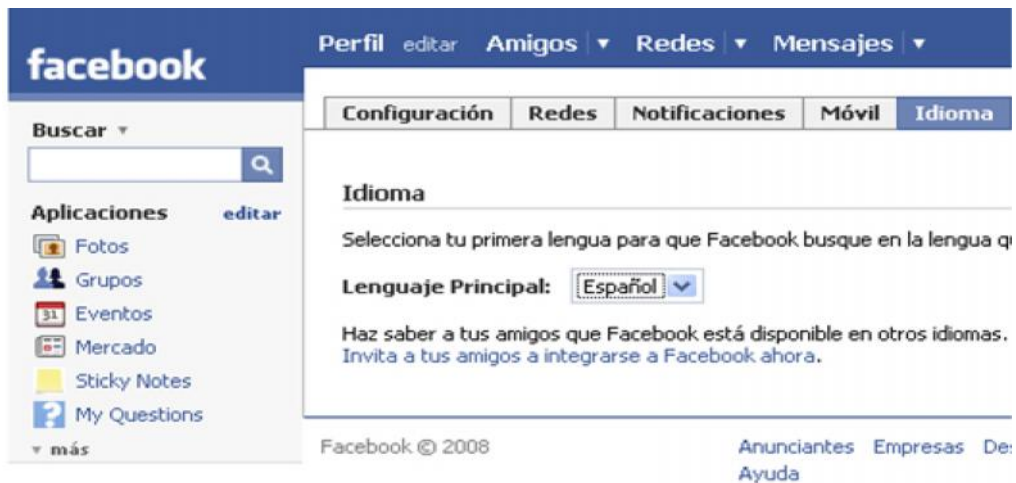 facebook
Perfil editar Amigos Redes Mensajes
Buscar
Aplicaciones editar
Fotos
Grupos
31 Eventos
Mercado
Sticky Notes
? My Questions
más
Configuración Redes Notificaciones Móvil Idioma
Idioma
Selecciona tu primera lengua para que Facebook busque en la lengua
Lenguaje Principal: Español
Haz saber a tus amigos que Facebook está disponible en otros idiomas.
Invita a tus amigos a integrarse a Facebook ahora.
Facebook © 2008 Anunciantes Empresas
Ayuda